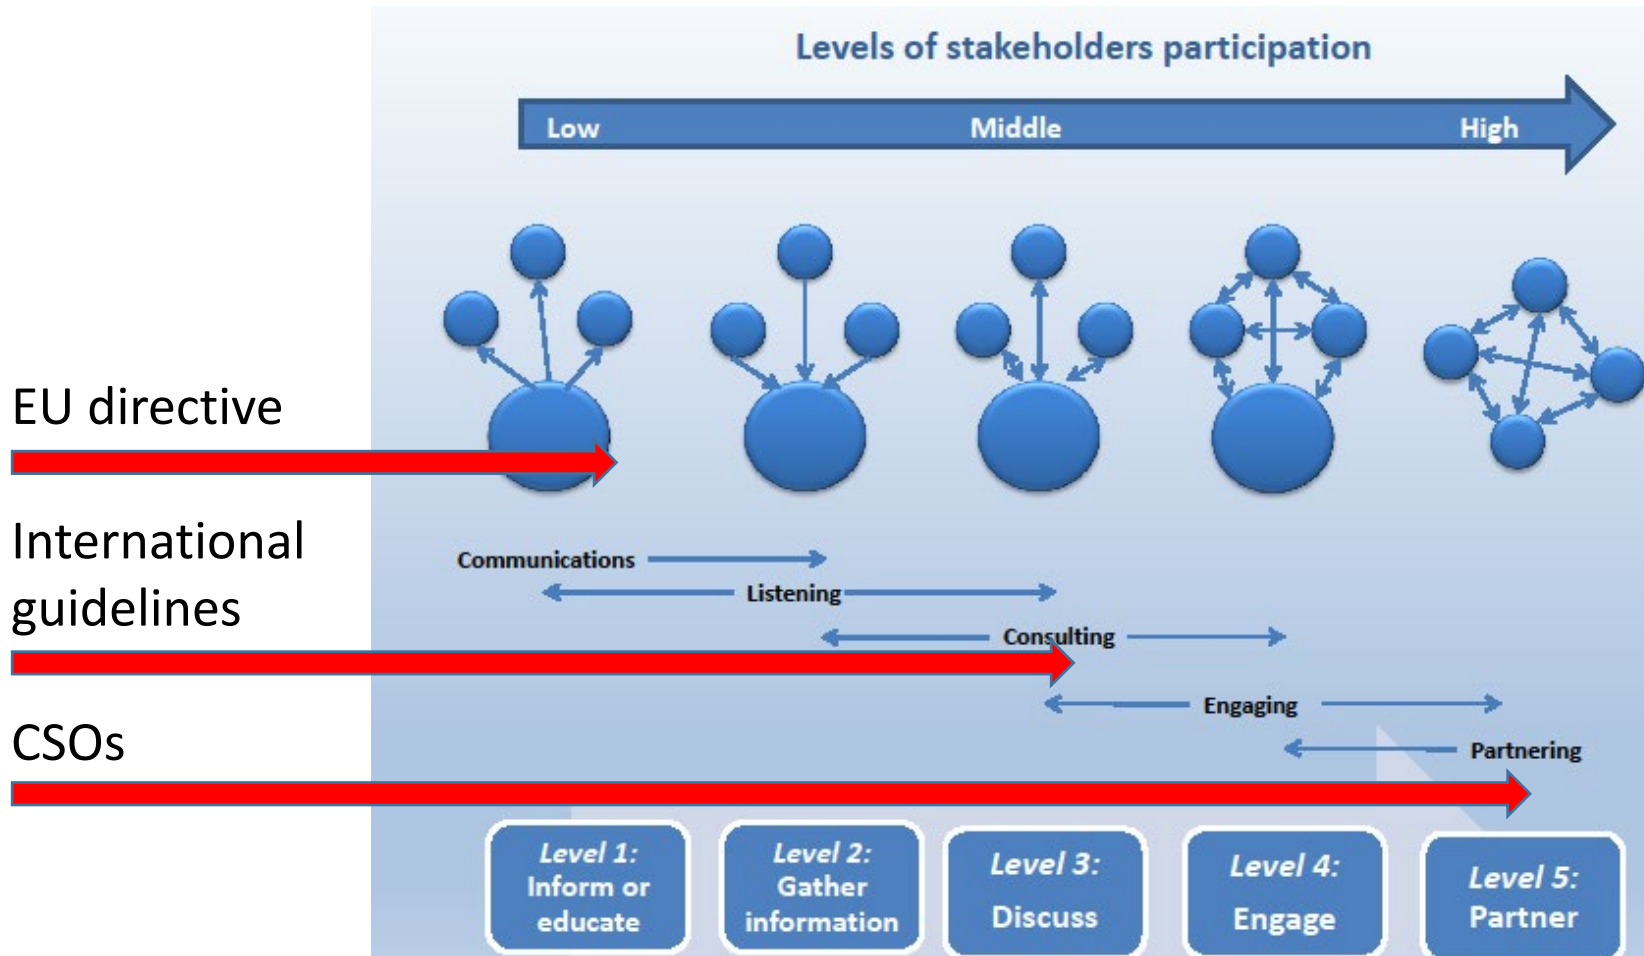 Levels of stakeholders participation
Low Middle High
EU directive
International
guidelines
Communications
Listening
Consulting
Engaging
CSOs
Partnering
Level 1:
Inform or
educate
Level 2:
Gather
information
Level 3:
Discuss
Level 4:
Engage
Level 5:
Partner